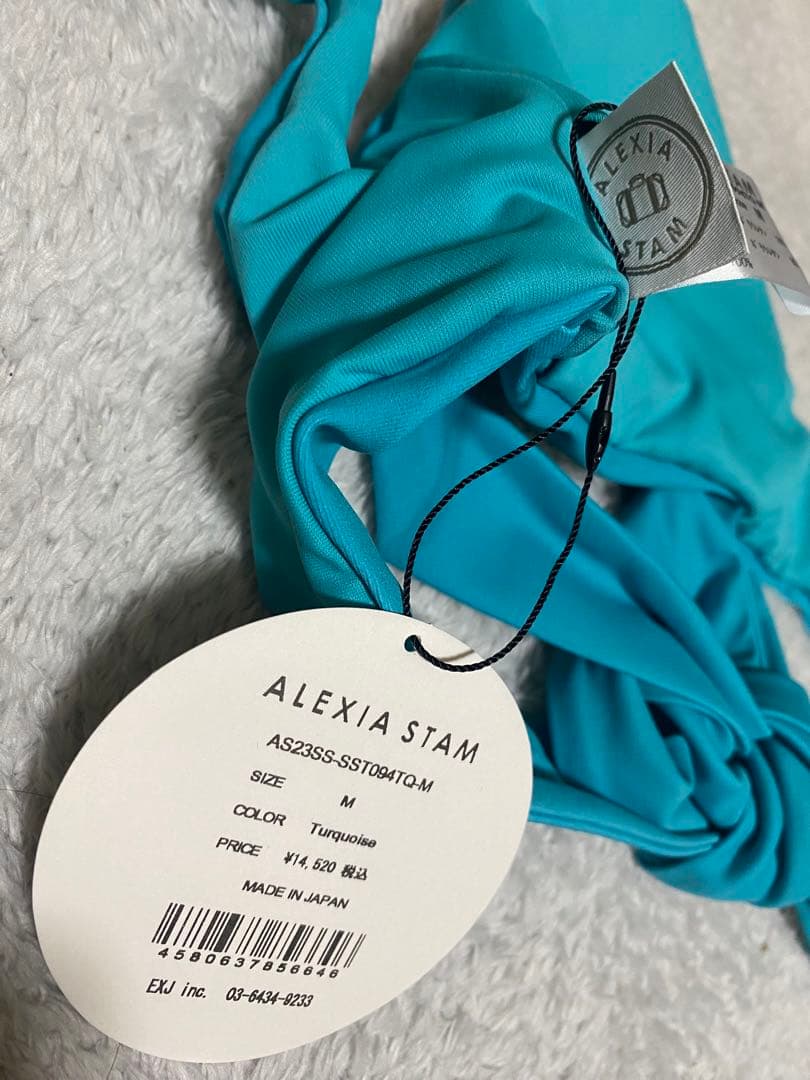 ALEXIA
STAM
ALEXIA STAM
AS23SS-SST094TQ-M
SIZE M
COLOR Turquoise
PRICE ¥14,520 税込
MADE IN JAPAN
4580637856646
EXJ inc. 03-6434-9233